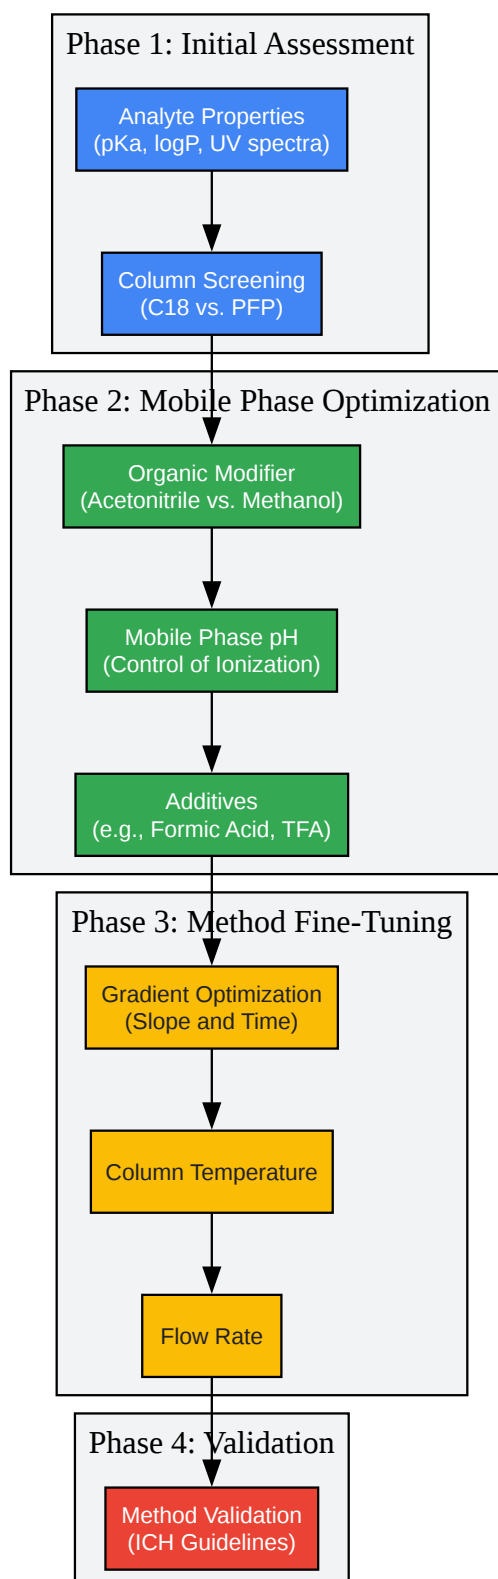 Phase 1: Initial Assessment
Analyte Properties
(pKa, logP, UV spectra)
Column Screening
(C18 vs. PFP)
Phase 2: Mobile Phase Optimization
Organic Modifier
(Acetonitrile vs. Methanol)
Mobile Phase pH
(Control of Ionization)
Additives
(e.g., Formic Acid, TFA)
Phase 3: Method Fine-Tuning
Gradient Optimization
(Slope and Time)
Column Temperature
Flow Rate
Phase 4: Validation
Method Validation
(ICH Guidelines)